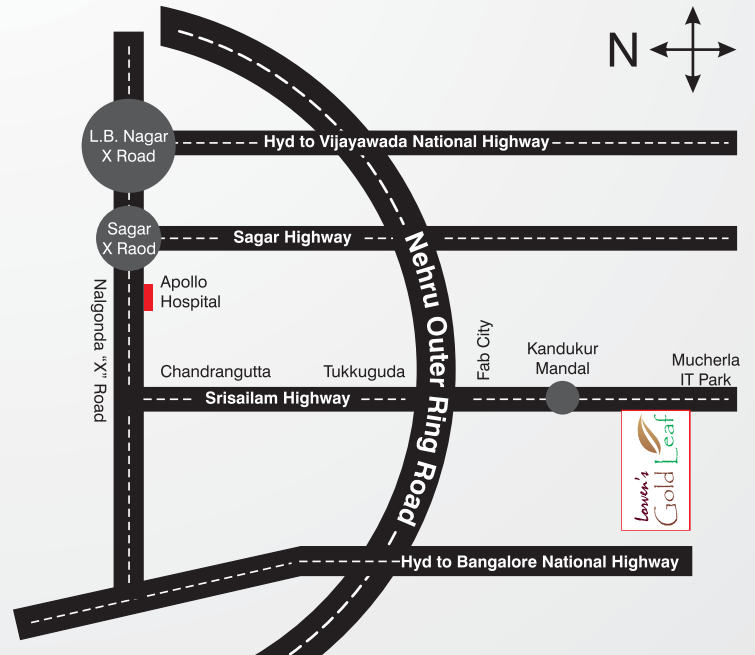 N
L.B. Nagar
X Road
Hyd to Vijayawada National Highway
Sagar
X Raod
Sagar Highway
Nehru Outer Ring Road
Apollo
Hospital
Nalgonda “X” Road
Chandrangutta
Tukkuguda
Fab City
Kandukur
Mandal
Mucherla
IT Park
Srisailam Highway
Lorven's
Gold Leaf
Hyd to Bangalore National Highway